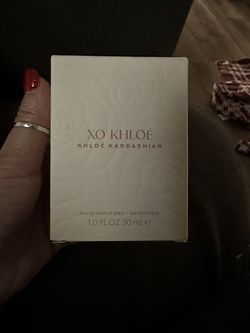 XO KHLOÉ
KHLOÉ KARDASHIAN
EAU DE PARFUM SPRAY / VAPORISATEUR
1.0 FL OZ 30 mL ℮